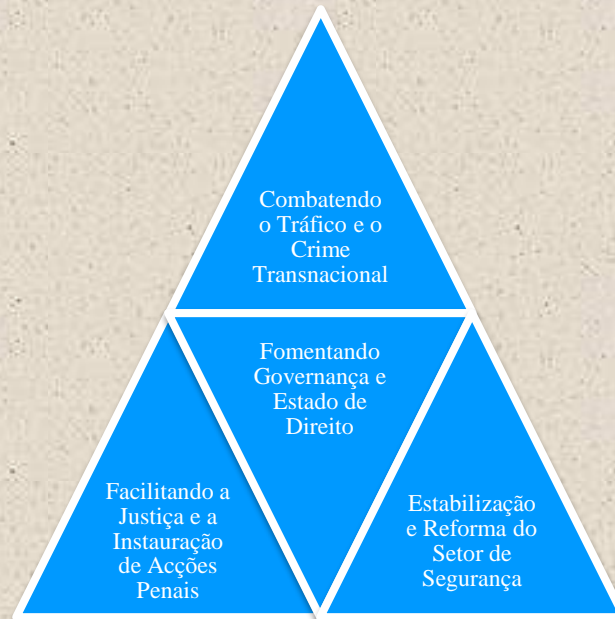 Combatendo
o Tráfico e o
Crime
Transnacional
Fomentando
Governança e
Estado de
Direito
Facilitando a
Justiça e a
Instauração
de Acções
Penais
Estabilização
e Reforma do
Setor de
Segurança